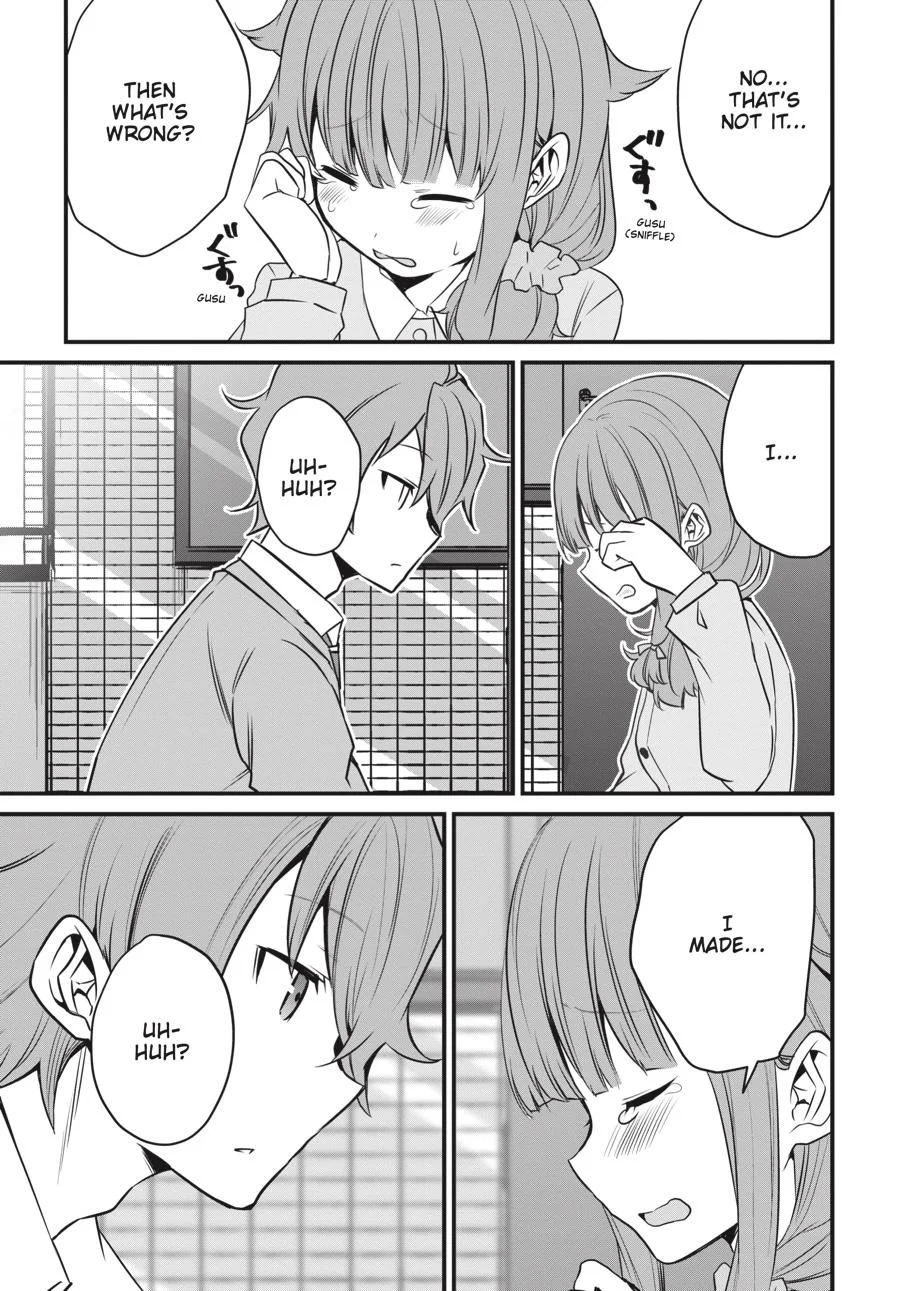 NO...
THAT'S
NOT IT...
ぐすっ
GUSU
(SNIFFLE)
THEN
WHAT'S
WRONG?
ぐすっ
GUSU
I...
UH-
HUH?
I
MADE...
UH-
HUH?